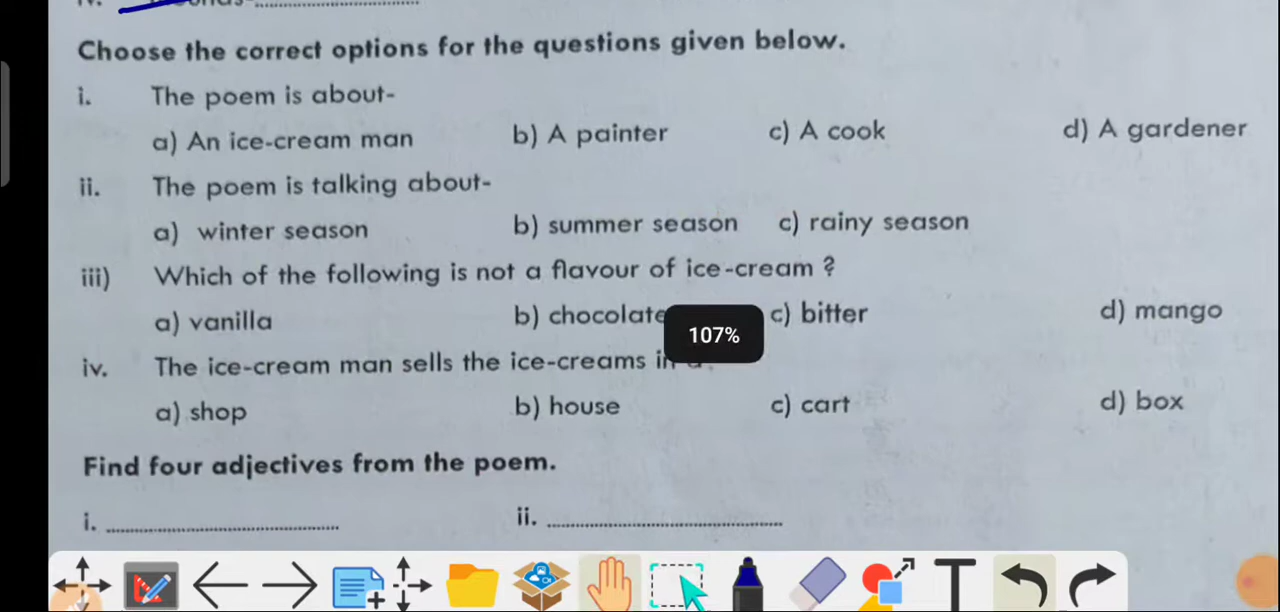 Choose the correct options for the questions given below.
i. The poem is about-
a) An ice-cream man b) A painter c) A cook d) A gardener
ii. The poem is talking about-
a) winter season b) summer season c) rainy season
iii) Which of the following is not a flavour of ice-cream ?
a) vanilla b) chocolate c) bitter d) mango
107%
iv. The ice-cream man sells the ice-creams in
a) shop b) house c) cart d) box
Find four adjectives from the poem.
i. ii.
T